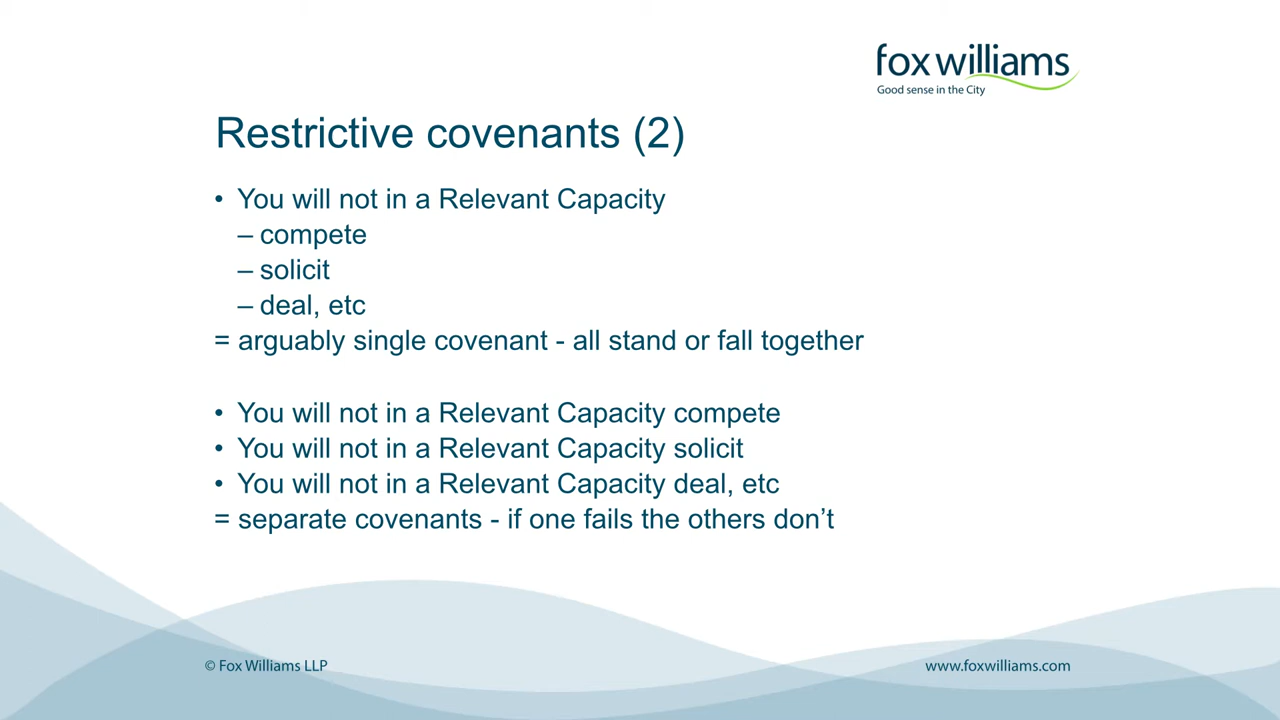 fox williams
Good sense in the City
Restrictive covenants (2)
• You will not in a Relevant Capacity
– compete
– solicit
– deal, etc
= arguably single covenant - all stand or fall together
• You will not in a Relevant Capacity compete
• You will not in a Relevant Capacity solicit
• You will not in a Relevant Capacity deal, etc
= separate covenants - if one fails the others don’t
© Fox Williams LLP
www.foxwilliams.com